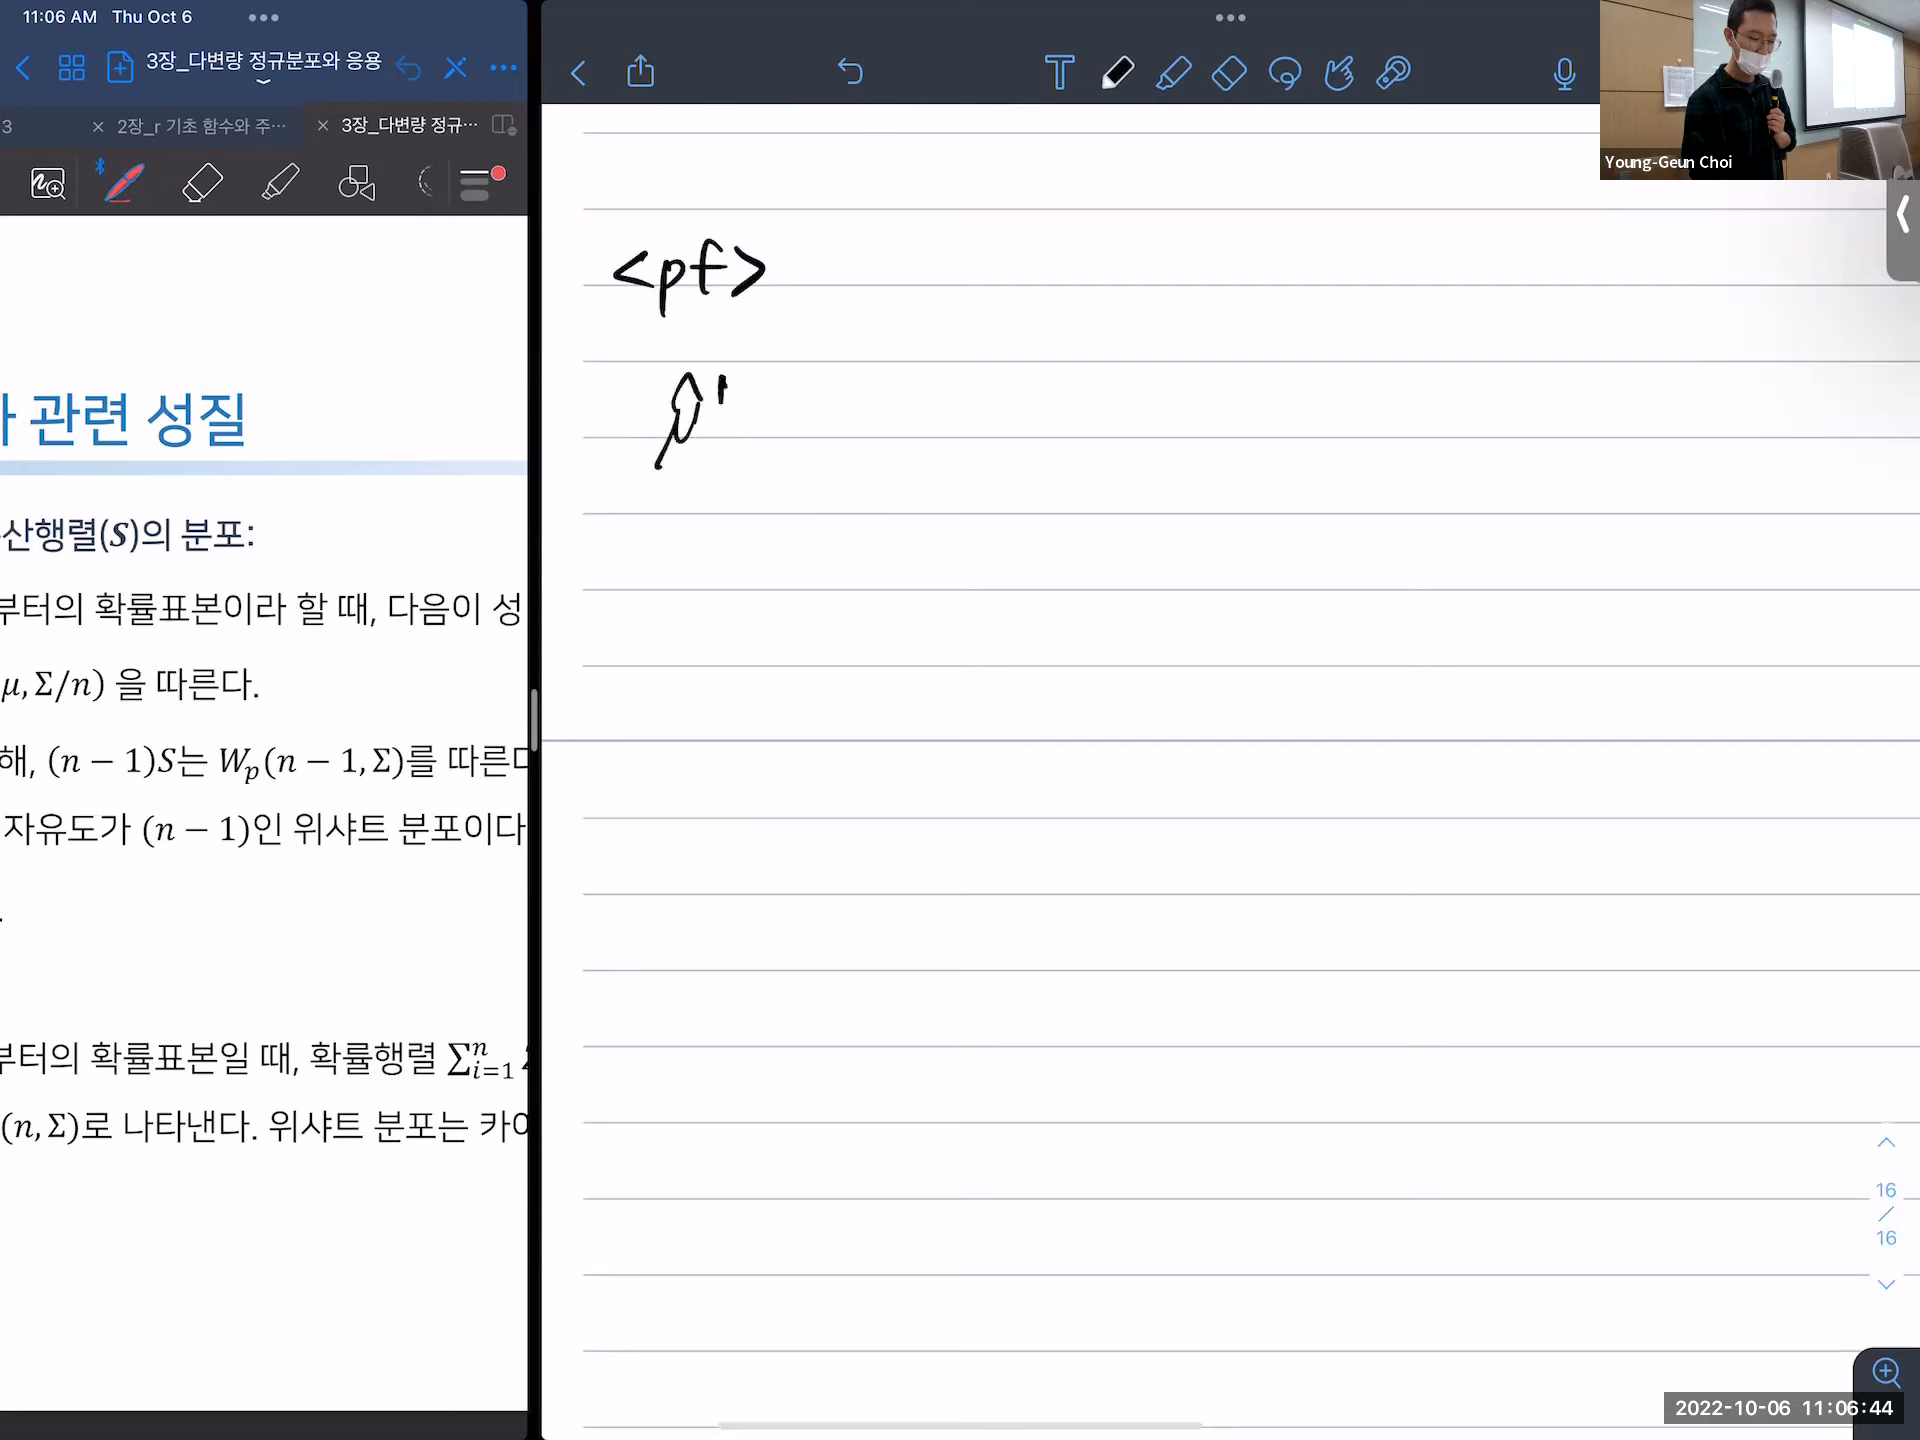 11:06 AM Thu Oct 6
3장_다변량 정규분포와 응용
3
× 2장_r 기초 함수와 주…
× 3장_다변량 정규…
관련 성질
산행렬(S)의 분포:
부터의 확률표본이라 할 때, 다음이 성
μ, Σ/n) 을 따른다.
해, (n − 1)S는 W_p(n − 1, Σ)를 따른
자유도가 (n − 1)인 위샤트 분포이다
부터의 확률표본일 때, 확률행렬 ∑_{i=1}^{n}
(n, Σ)로 나타낸다. 위샤트 분포는 카
<pf>
Young-Geun Choi
16
/
16
2022-10-06 11:06:44